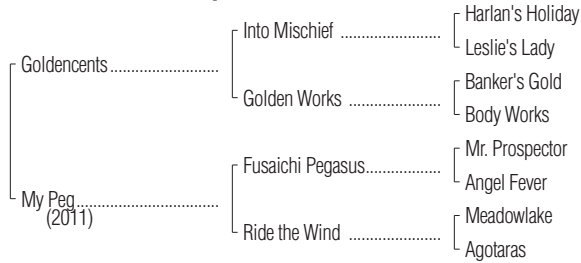 Harlan's Holiday
Into Mischief ....................
Leslie's Lady
Goldencents......................
Banker's Gold
Golden Works ....................
Body Works
Mr. Prospector
Fusaichi Pegasus................
Angel Fever
My Peg.............................
(2011)
Meadowlake
Ride the Wind ...................
Agotaras